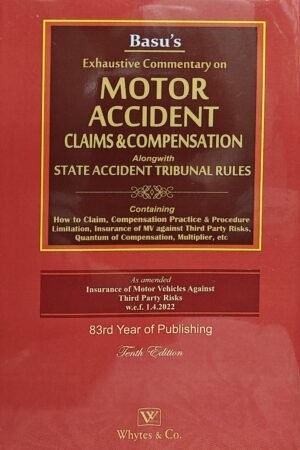 Basu's
Exhaustive Commentary on
MOTOR
ACCIDENT
CLAIMS & COMPENSATION
Alongwith
STATE ACCIDENT TRIBUNAL RULES
Containing
How to Claim, Compensation Practice & Procedure
Limitation, Insurance of MV against Third Party Risks,
Quantum of Compensation, Multiplier, etc
As amended
Insurance of Motor Vehicles Against
Third Party Risks
w.e.f. 1.4.2022
83rd Year of Publishing
Tenth Edition
W
Whytes & Co.